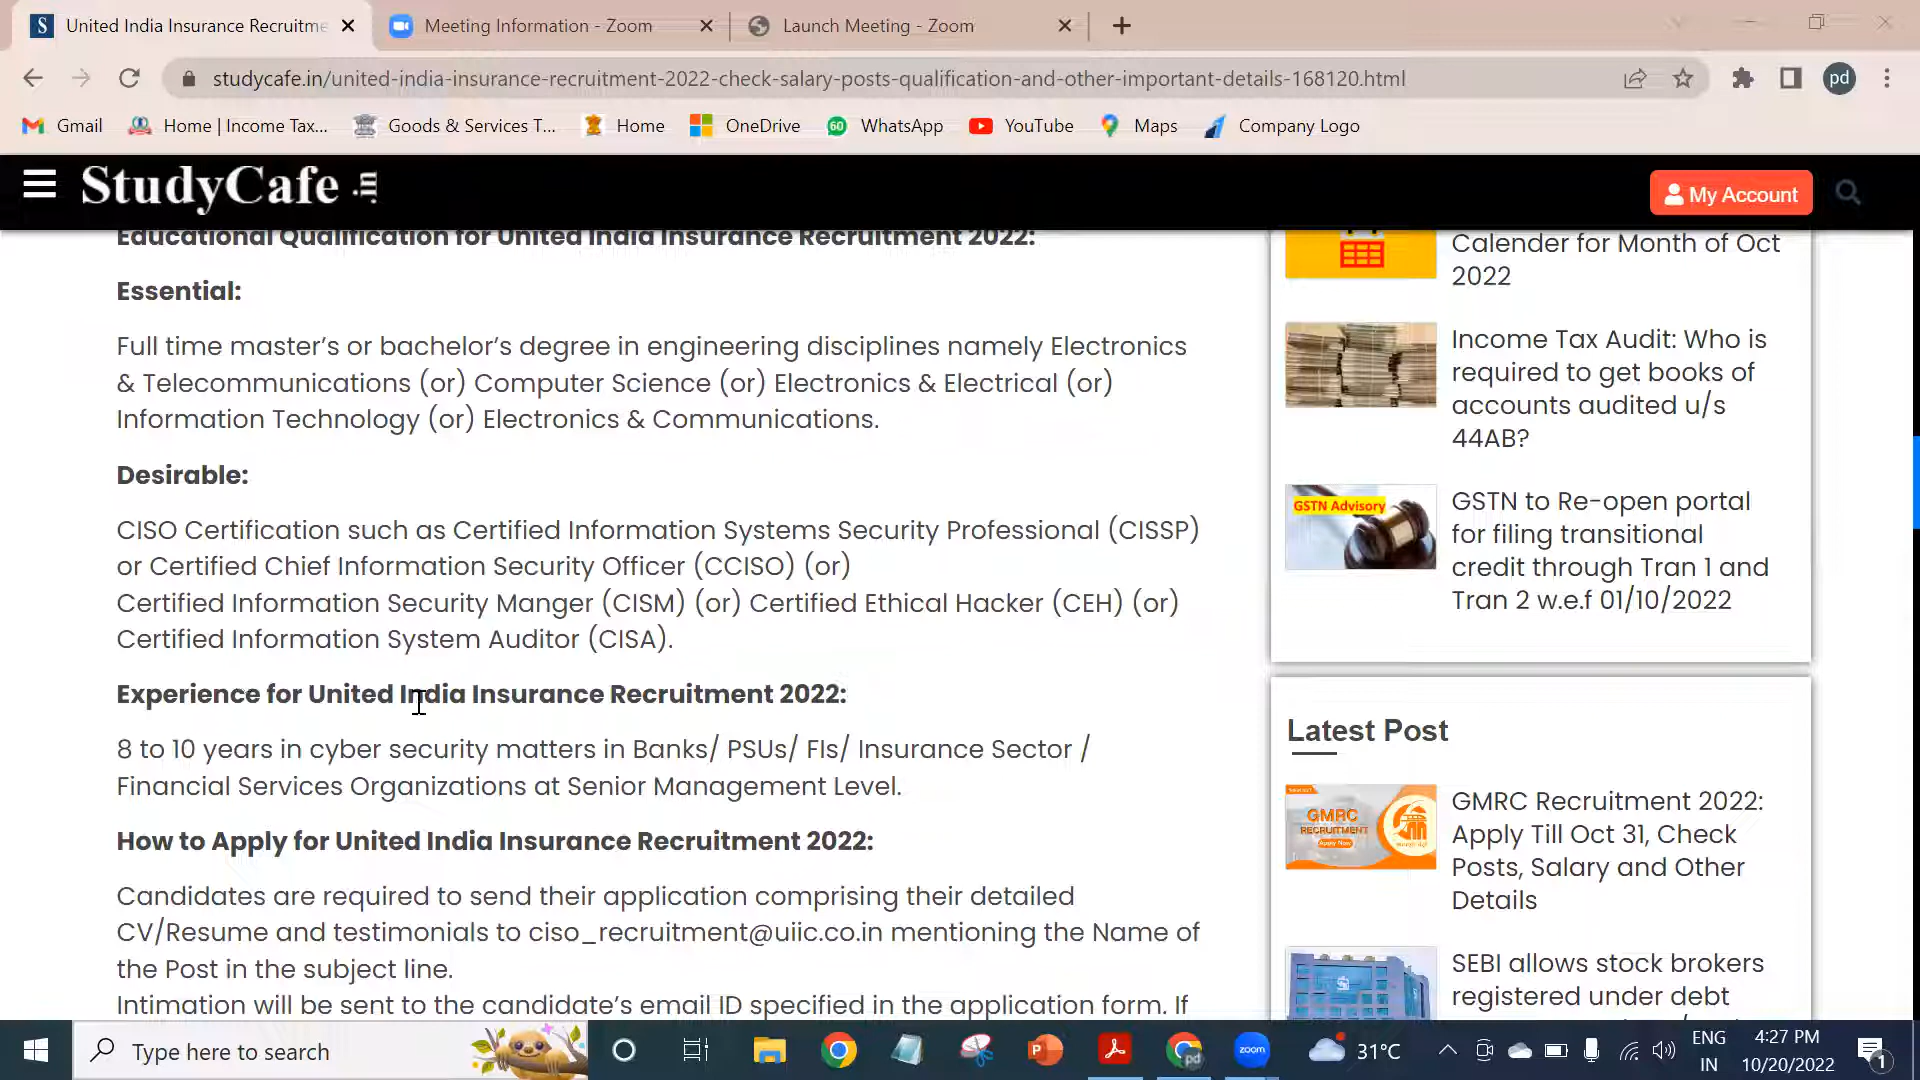 United India Insurance Recruitme
Meeting Information - Zoom
Launch Meeting - Zoom
studycafe.in/united-india-insurance-recruitment-2022-check-salary-posts-qualification-and-other-important-details-168120.html
pd
Gmail
Home | Income Tax...
Goods & Services T...
Home
OneDrive
60
WhatsApp
YouTube
Maps
Company Logo
StudyCafe .in
My Account
Educational Qualification for United India Insurance Recruitment 2022:
Essential:
Full time master’s or bachelor’s degree in engineering disciplines namely Electronics
& Telecommunications (or) Computer Science (or) Electronics & Electrical (or)
Information Technology (or) Electronics & Communications.
Desirable:
CISO Certification such as Certified Information Systems Security Professional (CISSP)
or Certified Chief Information Security Officer (CCISO) (or)
Certified Information Security Manger (CISM) (or) Certified Ethical Hacker (CEH) (or)
Certified Information System Auditor (CISA).
Experience for United India Insurance Recruitment 2022:
8 to 10 years in cyber security matters in Banks/ PSUs/ FIs/ Insurance Sector /
Financial Services Organizations at Senior Management Level.
How to Apply for United India Insurance Recruitment 2022:
Candidates are required to send their application comprising their detailed
CV/Resume and testimonials to ciso_recruitment@uiic.co.in mentioning the Name of
the Post in the subject line.
Intimation will be sent to the candidate’s email ID specified in the application form. If
Calender for Month of Oct
2022
Income Tax Audit: Who is
required to get books of
accounts audited u/s
44AB?
GSTN Advisory
GSTN to Re-open portal
for filing transitional
credit through Tran 1 and
Tran 2 w.e.f 01/10/2022
Latest Post
GMRC
RECRUITMENT
Apply Now
GMRC Recruitment 2022:
Apply Till Oct 31, Check
Posts, Salary and Other
Details
SEBI allows stock brokers
registered under debt
Type here to search
pd
zoom
31°C
ENG
IN
4:27 PM
10/20/2022
1